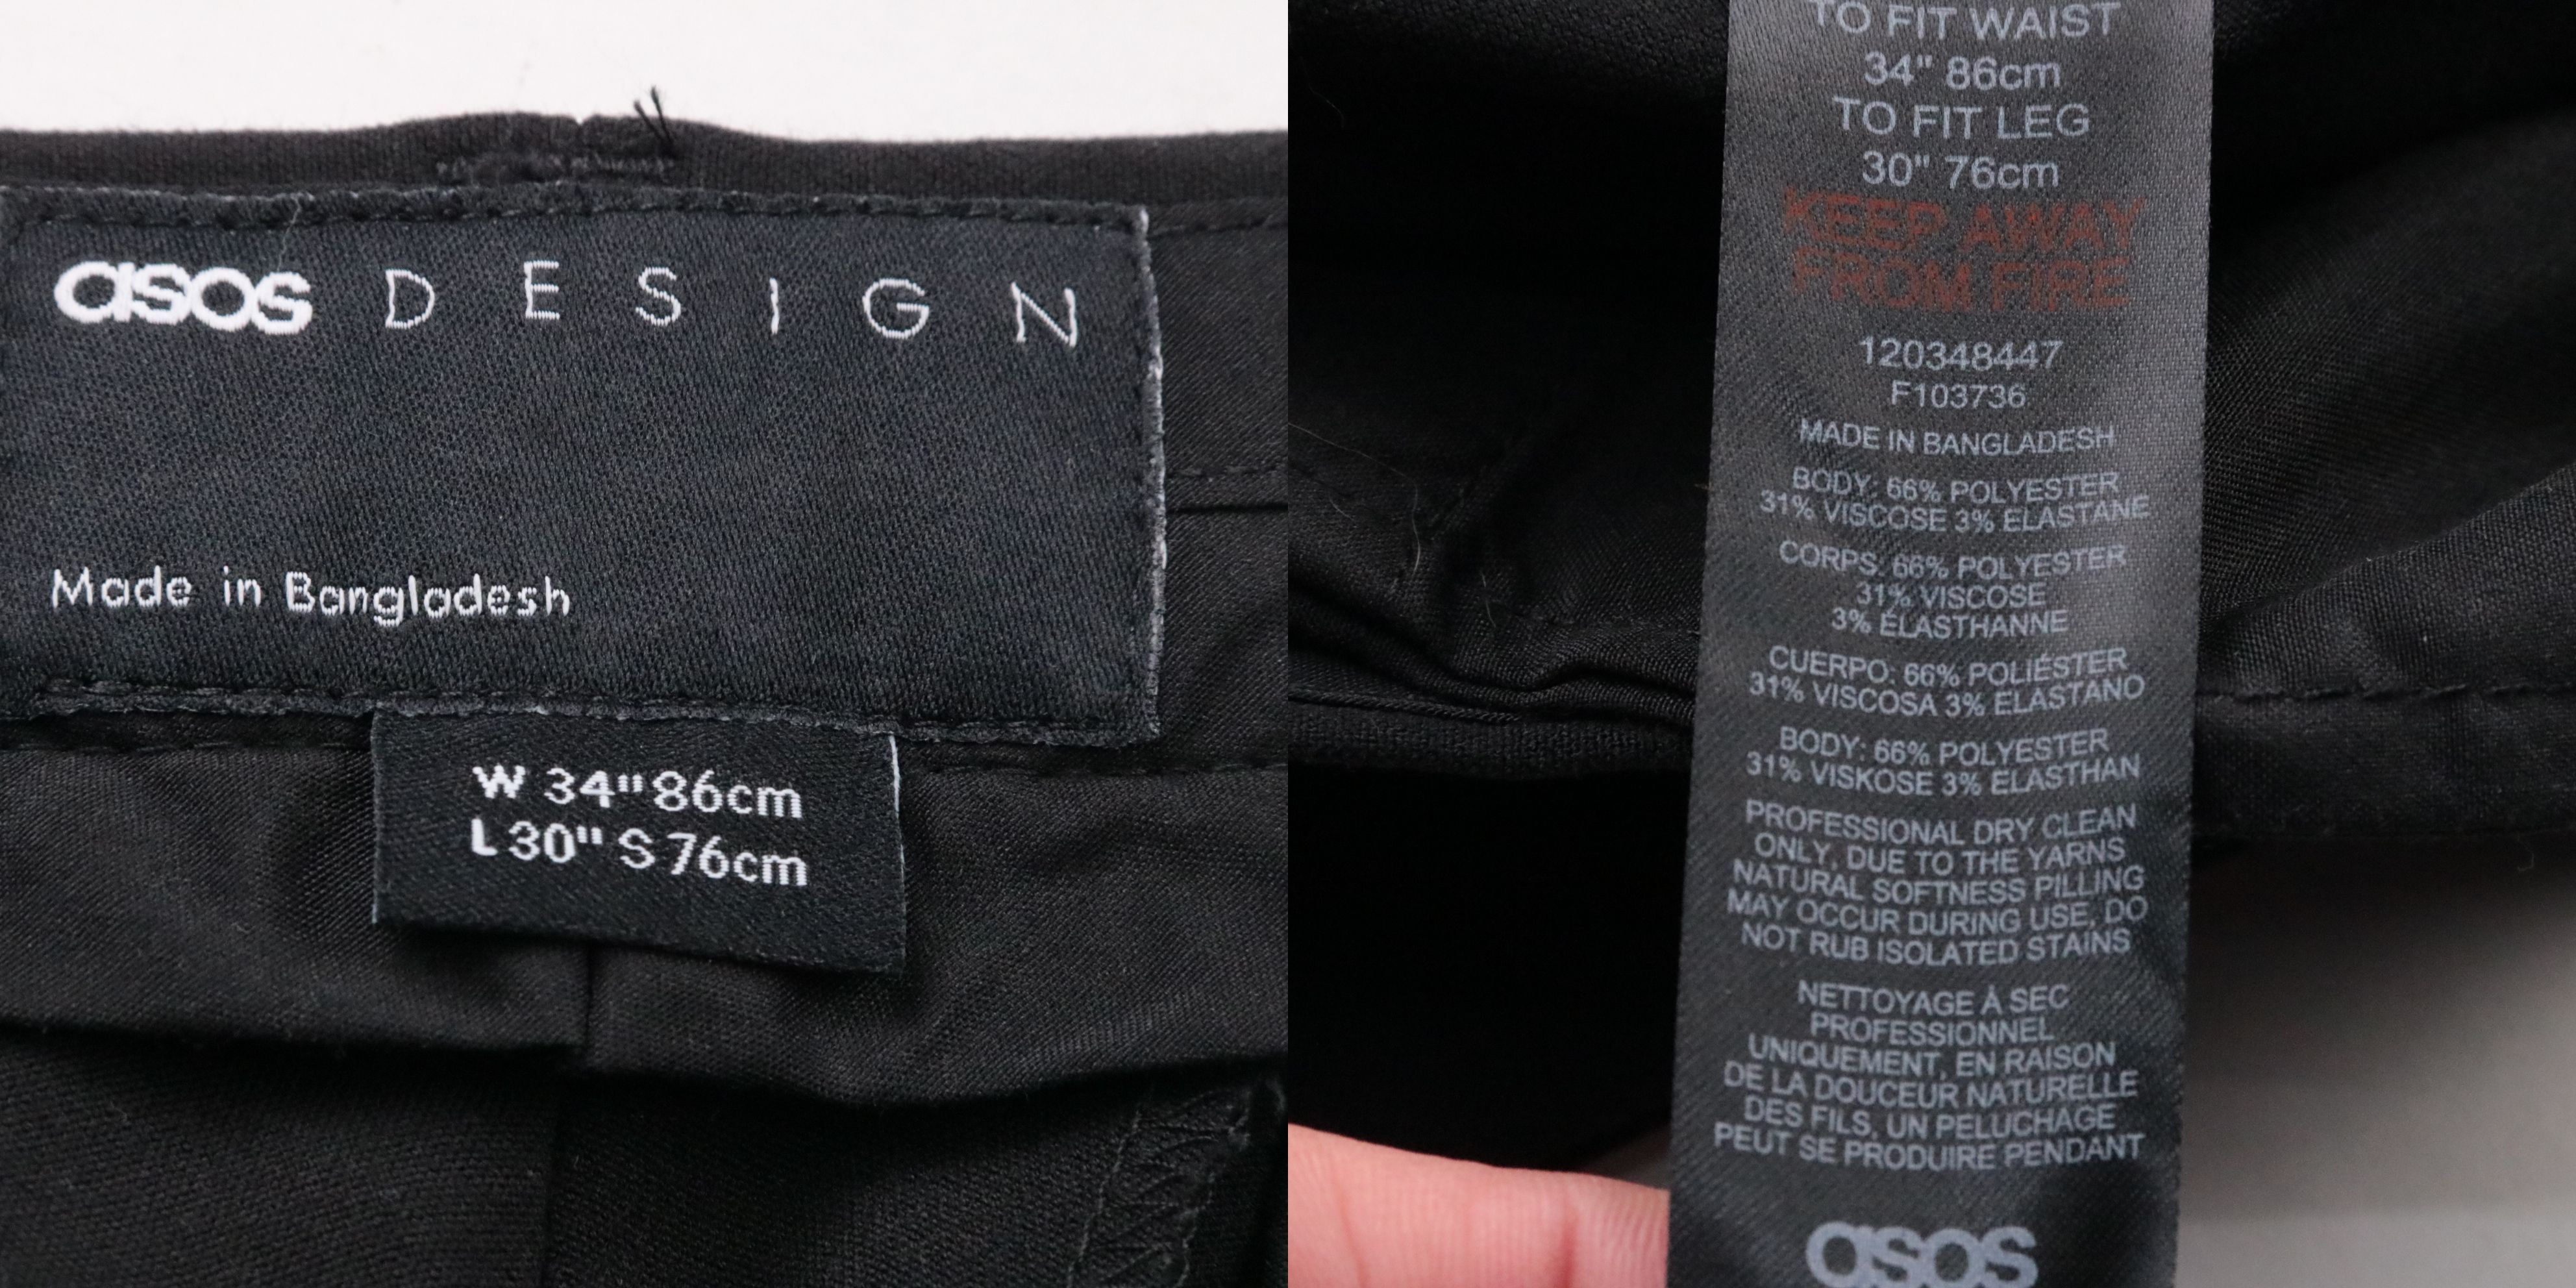 asos DESIGN
Made in Bangladesh
W 34" 86cm
L 30" S 76cm
TO FIT WAIST
34" 86cm
TO FIT LEG
30" 76cm
KEEP AWAY
FROM FIRE
120348447
F103736
MADE IN BANGLADESH
BODY: 66% POLYESTER
31% VISCOSE 3% ELASTANE
CORPS: 66% POLYESTER
31% VISCOSE
3% ÉLASTHANNE
CUERPO: 66% POLIÉSTER
31% VISCOSA 3% ELASTANO
BODY: 66% POLYESTER
31% VISKOSE 3% ELASTHAN
PROFESSIONAL DRY CLEAN
ONLY, DUE TO THE YARNS
NATURAL SOFTNESS PILLING
MAY OCCUR DURING USE, DO
NOT RUB ISOLATED STAINS
NETTOYAGE À SEC
PROFESSIONNEL
UNIQUEMENT, EN RAISON
DE LA DOUCEUR NATURELLE
DES FILS, UN PELUCHAGE
PEUT SE PRODUIRE PENDANT
asos